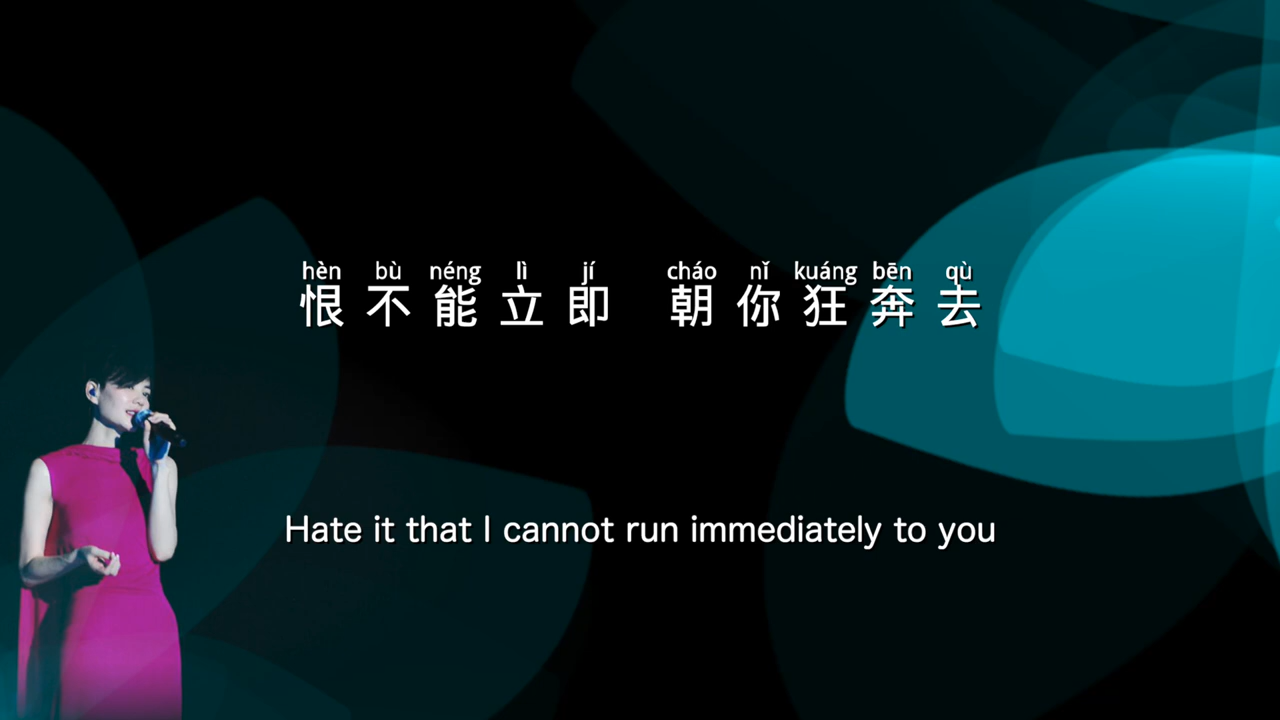 hèn bù néng lì jí cháo nǐ kuáng bēn qù
恨不能立即 朝你狂奔去
Hate it that I cannot run immediately to you